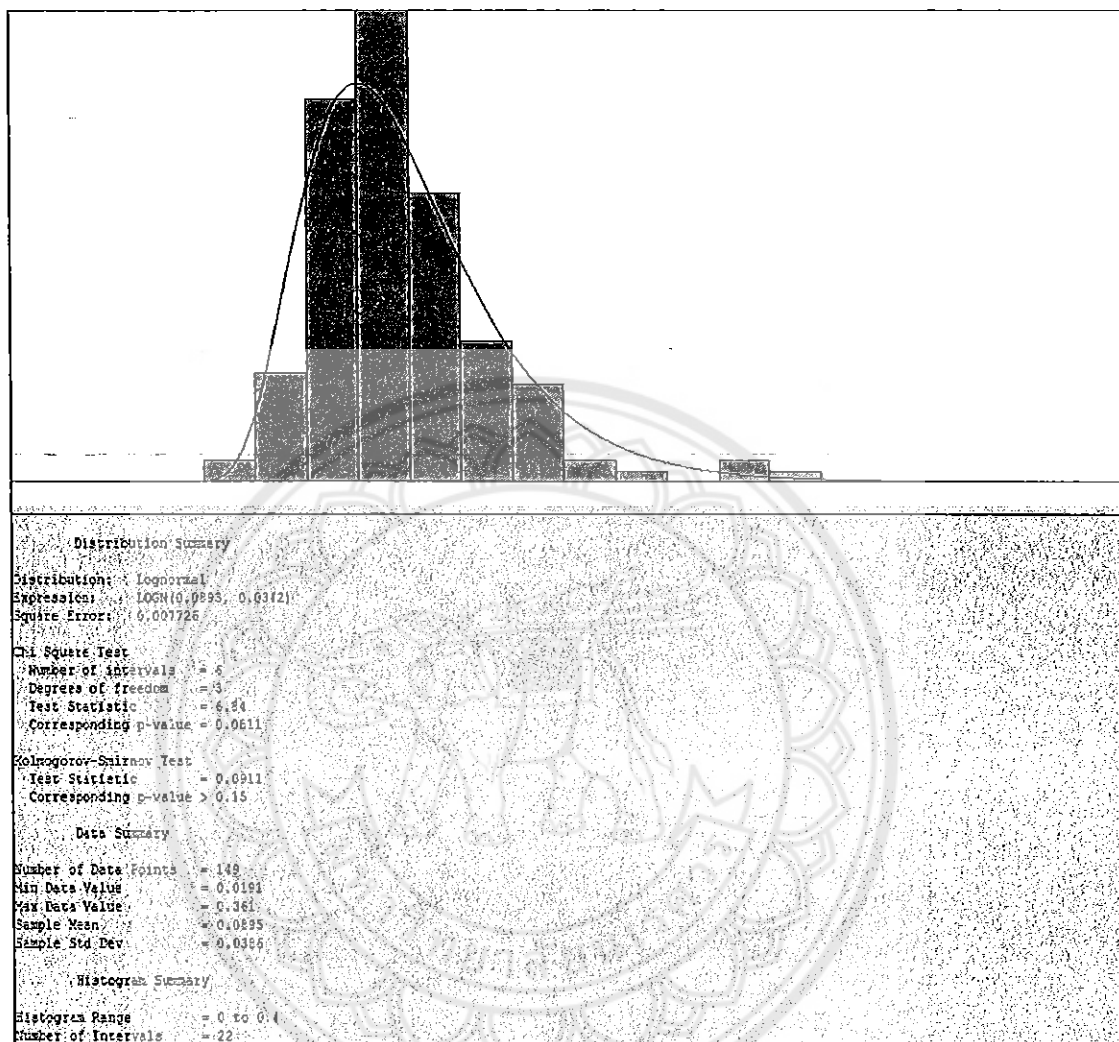 Distribution Summary
Distribution: Lognormal
Expression: LOGN(0.0893, 0.0342)
Square Error: 0.007726
Chi Square Test
Number of intervals = 6
Degrees of freedom = 3
Test Statistic = 6.84
Corresponding p-value = 0.0811
Kolmogorov-Smirnov Test
Test Statistic = 0.0911
Corresponding p-value > 0.15
Data Summary
Number of Data Points = 149
Min Data Value = 0.0191
Max Data Value = 0.361
Sample Mean = 0.0895
Sample Std Dev = 0.0386
Histogram Summary
Histogram Range = 0 to 0.4
Number of Intervals = 22